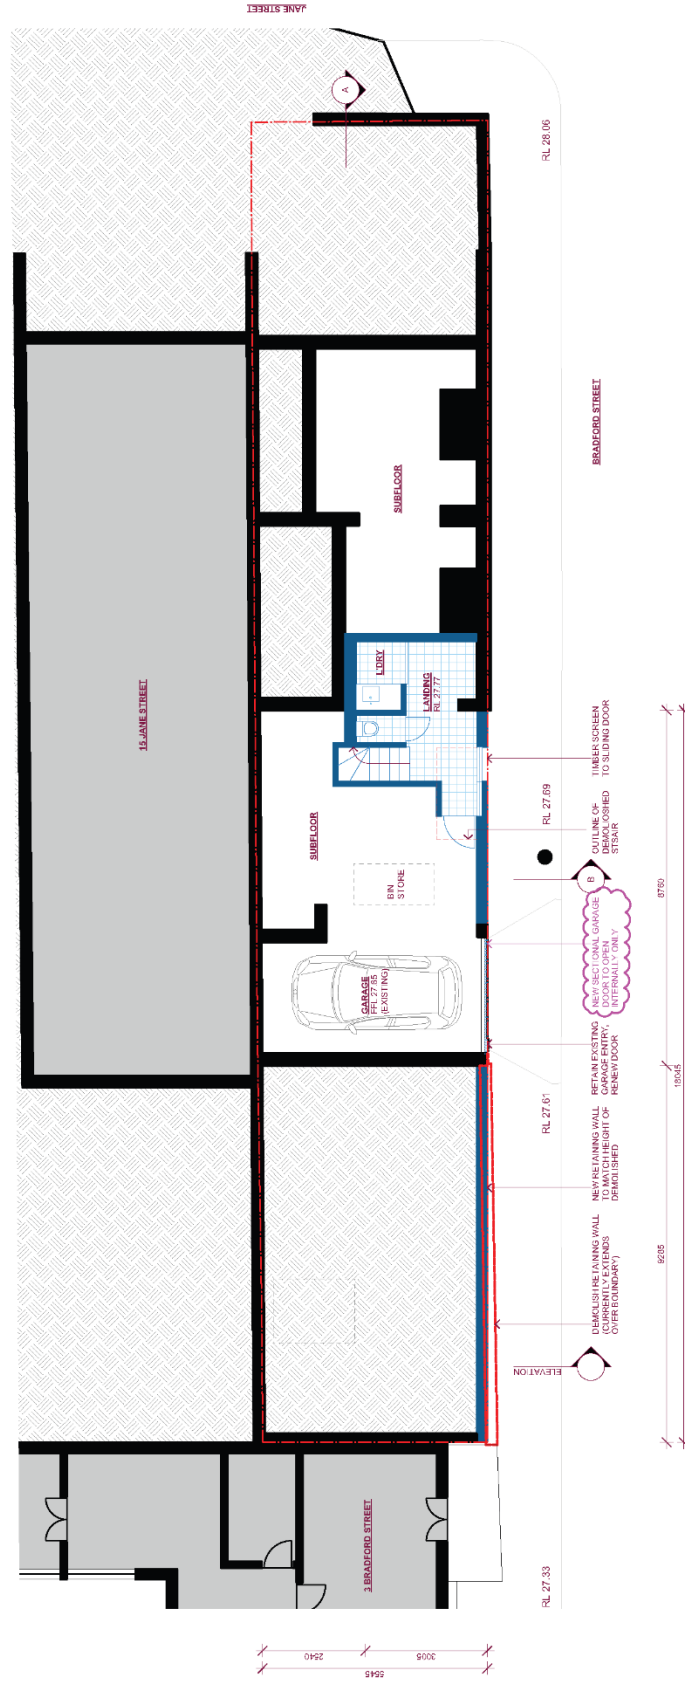 JANE STREET
A
RL 28.06
BRADFORD STREET
SUBFLOOR
15 JANE STREET
L'DRY
LANDING
RL 27.77
SUBFLOOR
BIN
STORE
GARAGE
FFL 27.85
(EXISTING)
TIMBER SCREEN
TO SLIDING DOOR
RL 27.69
OUTLINE OF
DEMOLIOSHED
STSAIR
B
NEW SECTIONAL GARAGE
DOOR TO OPEN
INTERNALLY ONLY
RETAIN EXISTING
GARAGE ENTRY,
RENEW DOOR
RL 27.61
NEW RETAINING WALL
TO MATCH HEIGHT OF
DEMOLISHED
DEMOLISH RETAINING WALL
(CURRENTLY EXTENDS
OVER BOUNDARY)
ELEVATION
8760
18045
9285
3 BRADFORD STREET
RL 27.33
2540
3005
5545